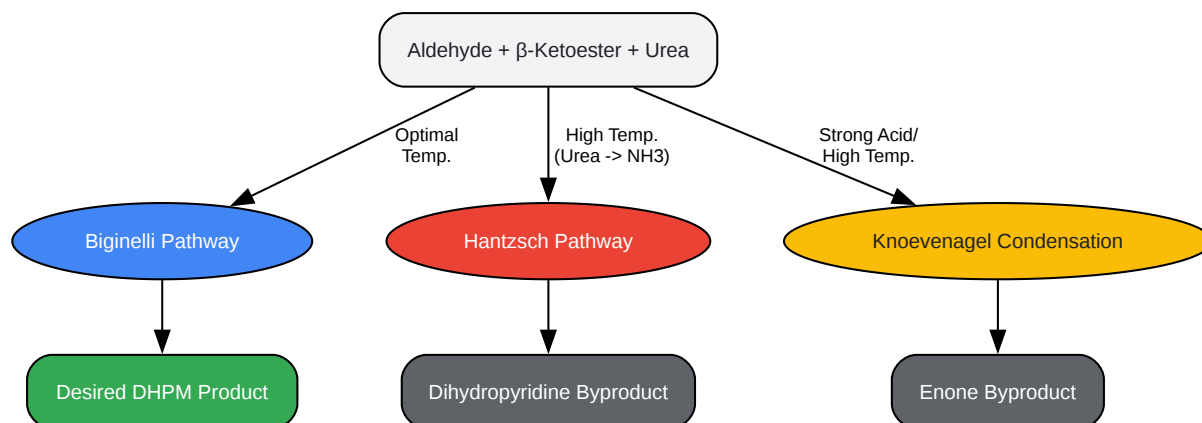 Aldehyde + β-Ketoester + Urea
Optimal
Temp.
High Temp.
(Urea -> NH3)
Strong Acid/
High Temp.
Biginelli Pathway
Hantzsch Pathway
Knoevenagel Condensation
Desired DHPM Product
Dihydropyridine Byproduct
Enone Byproduct